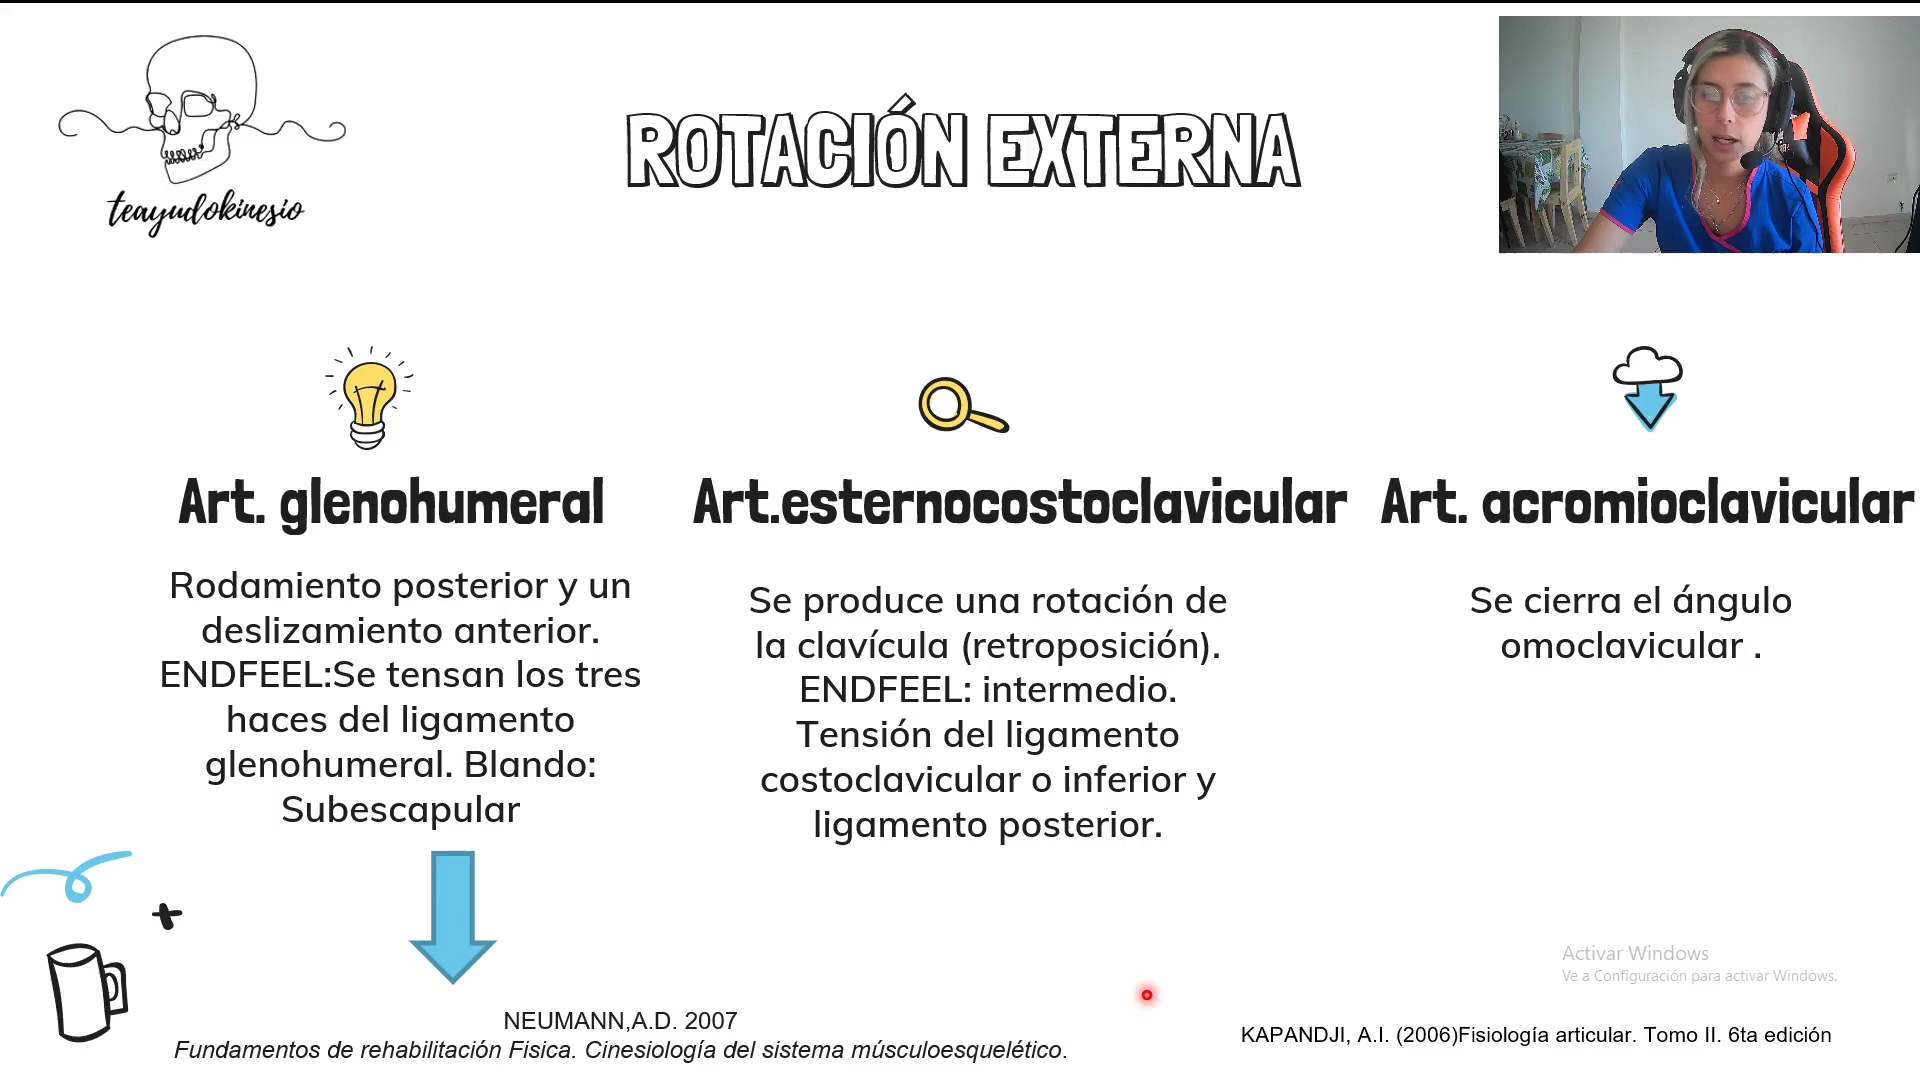 teayudokinesio
ROTACIÓN EXTERNA
Art. glenohumeral
Rodamiento posterior y un
deslizamiento anterior.
ENDFEEL:Se tensan los tres
haces del ligamento
glenohumeral. Blando:
Subescapular
Art.esternocostoclavicular
Se produce una rotación de
la clavícula (retroposición).
ENDFEEL: intermedio.
Tensión del ligamento
costoclavicular o inferior y
ligamento posterior.
Art. acromioclavicular
Se cierra el ángulo
omoclavicular .
Activar Windows
Ve a Configuración para activar Windows.
NEUMANN,A.D. 2007
Fundamentos de rehabilitación Fisica. Cinesiología del sistema músculoesquelético.
KAPANDJI, A.I. (2006)Fisiología articular. Tomo II. 6ta edición